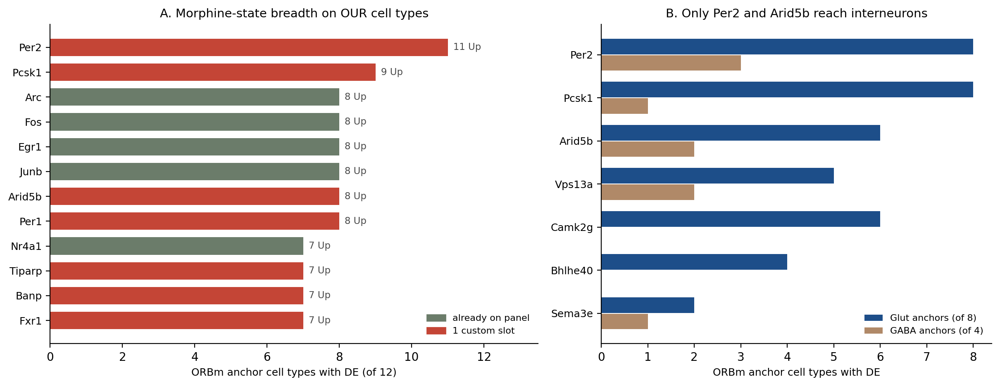 A. Morphine-state breadth on OUR cell types
Per2
11 Up
Pcsk1
9 Up
Arc
8 Up
Fos
8 Up
Egr1
8 Up
Junb
8 Up
Arid5b
8 Up
Per1
8 Up
Nr4a1
7 Up
Tiparp
7 Up
Banp
7 Up
Fxr1
7 Up
already on panel
1 custom slot
0 2 4 6 8 10 12
ORBm anchor cell types with DE (of 12)
B. Only Per2 and Arid5b reach interneurons
Per2
Pcsk1
Arid5b
Vps13a
Camk2g
Bhlhe40
Sema3e
Glut anchors (of 8)
GABA anchors (of 4)
0 1 2 3 4 5 6 7 8
ORBm anchor cell types with DE